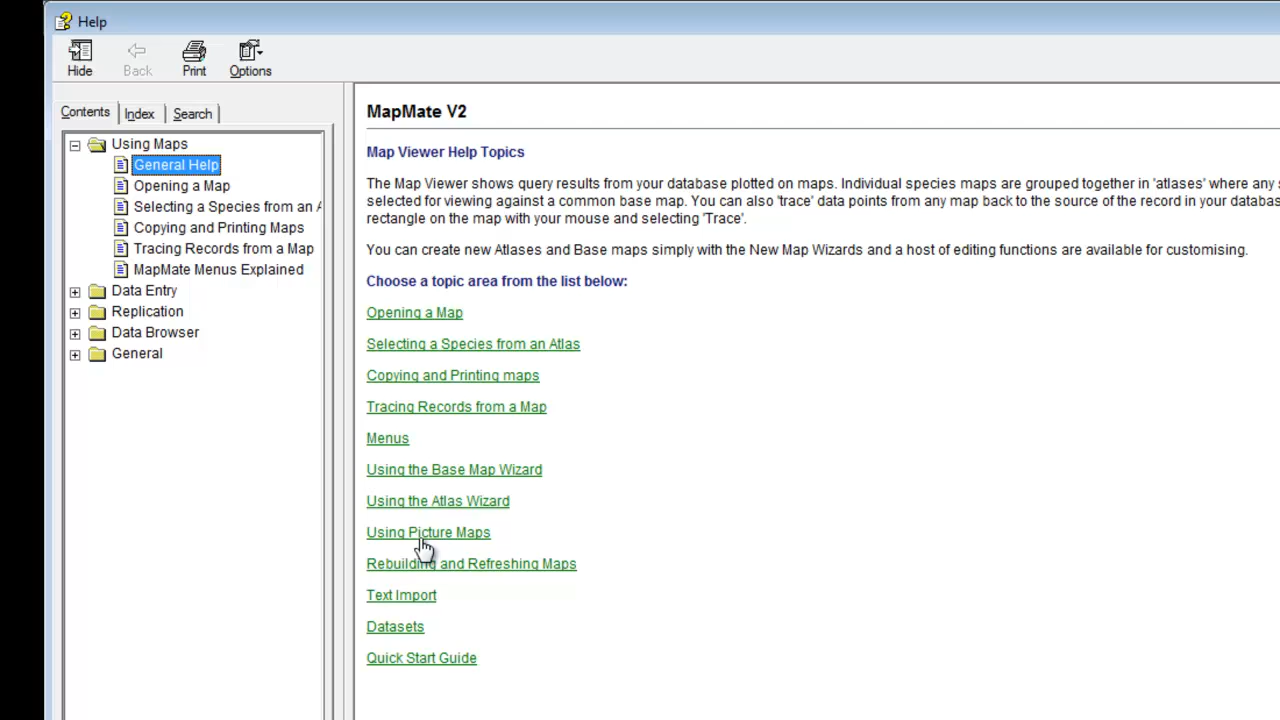 Help
Hide
Back
Print
Options
Contents
Index
Search
Using Maps
General Help
Opening a Map
Selecting a Species from an
Copying and Printing Maps
Tracing Records from a Map
MapMate Menus Explained
Data Entry
Replication
Data Browser
General
MapMate V2
Map Viewer Help Topics
The Map Viewer shows query results from your database plotted on maps. Individual species maps are grouped together in 'atlases' where any
selected for viewing against a common base map. You can also 'trace' data points from any map back to the source of the record in your
rectangle on the map with your mouse and selecting 'Trace'.
You can create new Atlases and Base maps simply with the New Map Wizards and a host of editing functions are available for customising.
Choose a topic area from the list below:
Opening a Map
Selecting a Species from an Atlas
Copying and Printing maps
Tracing Records from a Map
Menus
Using the Base Map Wizard
Using the Atlas Wizard
Using Picture Maps
Rebuilding and Refreshing Maps
Text Import
Datasets
Quick Start Guide